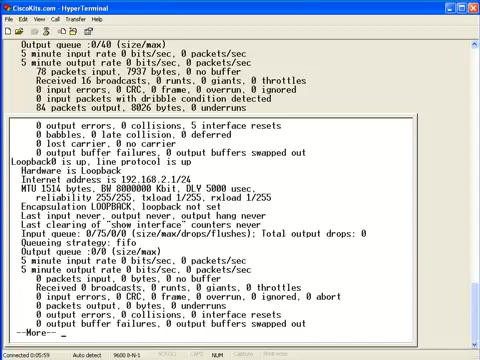 CiscoKits.com - HyperTerminal
File Edit View Call Transfer Help
Output queue :0/40 (size/max)
5 minute input rate 0 bits/sec, 0 packets/sec
5 minute output rate 0 bits/sec, 0 packets/sec
78 packets input, 7937 bytes, 0 no buffer
Received 16 broadcasts, 0 runts, 0 giants, 0 throttles
0 input errors, 0 CRC, 0 frame, 0 overrun, 0 ignored
0 input packets with dribble condition detected
84 packets output, 8026 bytes, 0 underruns
0 output errors, 0 collisions, 5 interface resets
0 babbles, 0 late collision, 0 deferred
0 lost carrier, 0 no carrier
0 output buffer failures, 0 output buffers swapped out
Loopback0 is up, line protocol is up
Hardware is Loopback
Internet address is 192.168.2.1/24
MTU 1514 bytes, BW 8000000 Kbit, DLY 5000 usec,
reliability 255/255, txload 1/255, rxload 1/255
Encapsulation LOOPBACK, loopback not set
Last input never, output never, output hang never
Last clearing of "show interface" counters never
Input queue: 0/75/0/0 (size/max/drops/flushes); Total output drops: 0
Queueing strategy: fifo
Output queue :0/0 (size/max)
5 minute input rate 0 bits/sec, 0 packets/sec
5 minute output rate 0 bits/sec, 0 packets/sec
0 packets input, 0 bytes, 0 no buffer
Received 0 broadcasts, 0 runts, 0 giants, 0 throttles
0 input errors, 0 CRC, 0 frame, 0 overrun, 0 ignored, 0 abort
0 packets output, 0 bytes, 0 underruns
0 output errors, 0 collisions, 0 interface resets
0 output buffer failures, 0 output buffers swapped out
--More-- _
Connected 0:05:59 Auto detect 9600 8-N-1 SCROLL CAPS NUM Capture Print echo